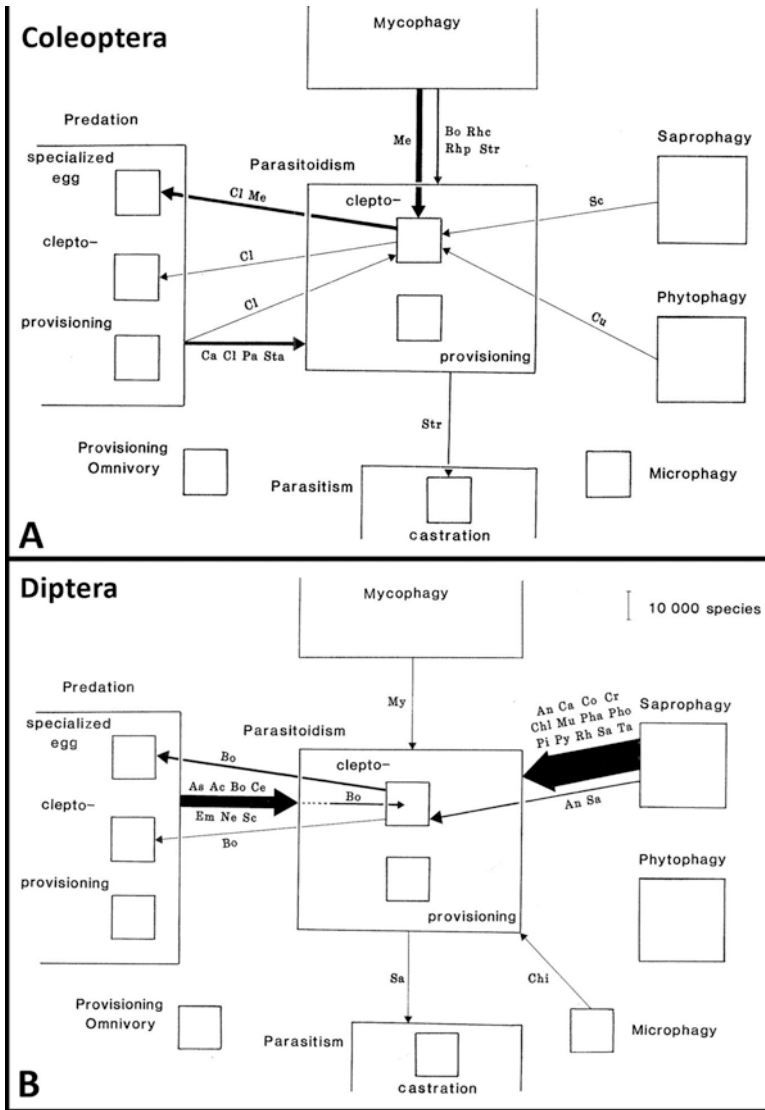 Coleoptera
Mycophagy
Predation
specialized
egg
clepto-
provisioning
Parasitoidism
clepto-
provisioning
Me
Bo Rhc
Rhp Str
Saprophagy
Sc
Cl Me
Cl
Cl
Ca Cl Pa Sta
Phytophagy
Cu
Str
Provisioning
Omnivory
Parasitism
castration
Microphagy
A
Diptera
Mycophagy
10 000 species
Predation
specialized
egg
clepto-
provisioning
My
Parasitoidism
clepto-
provisioning
An Ca Co Cr
Chl Mu Pha Pho
Pi Py Rh Sa Ta
Saprophagy
Bo
As Ac Bo Ce
Em Ne Sc
Bo
Bo
An Sa
Phytophagy
Sa
Chi
Provisioning
Omnivory
Parasitism
castration
Microphagy
B